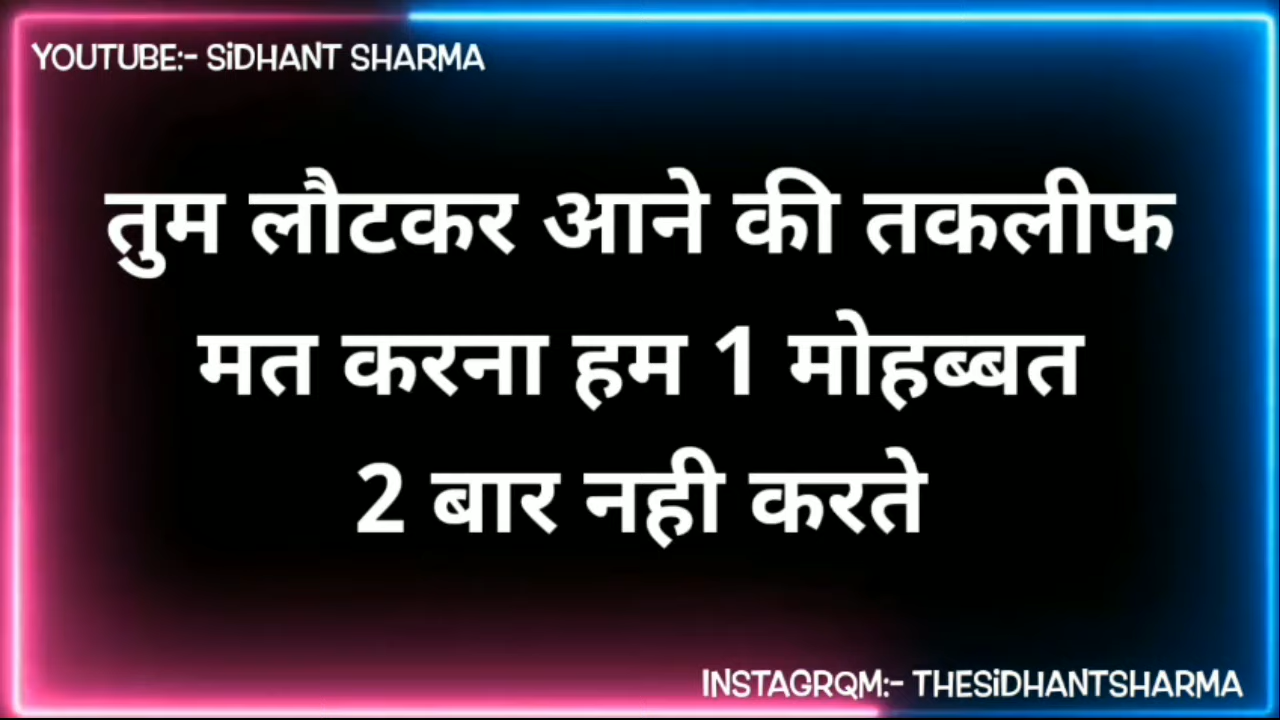 YOUTUBE:- SiDHANT SHARMA
तुम लौटकर आने की तकलीफ
मत करना हम 1 मोहब्बत
2 बार नही करते
INSTAGRQM:- THESiDHANTSHARMA